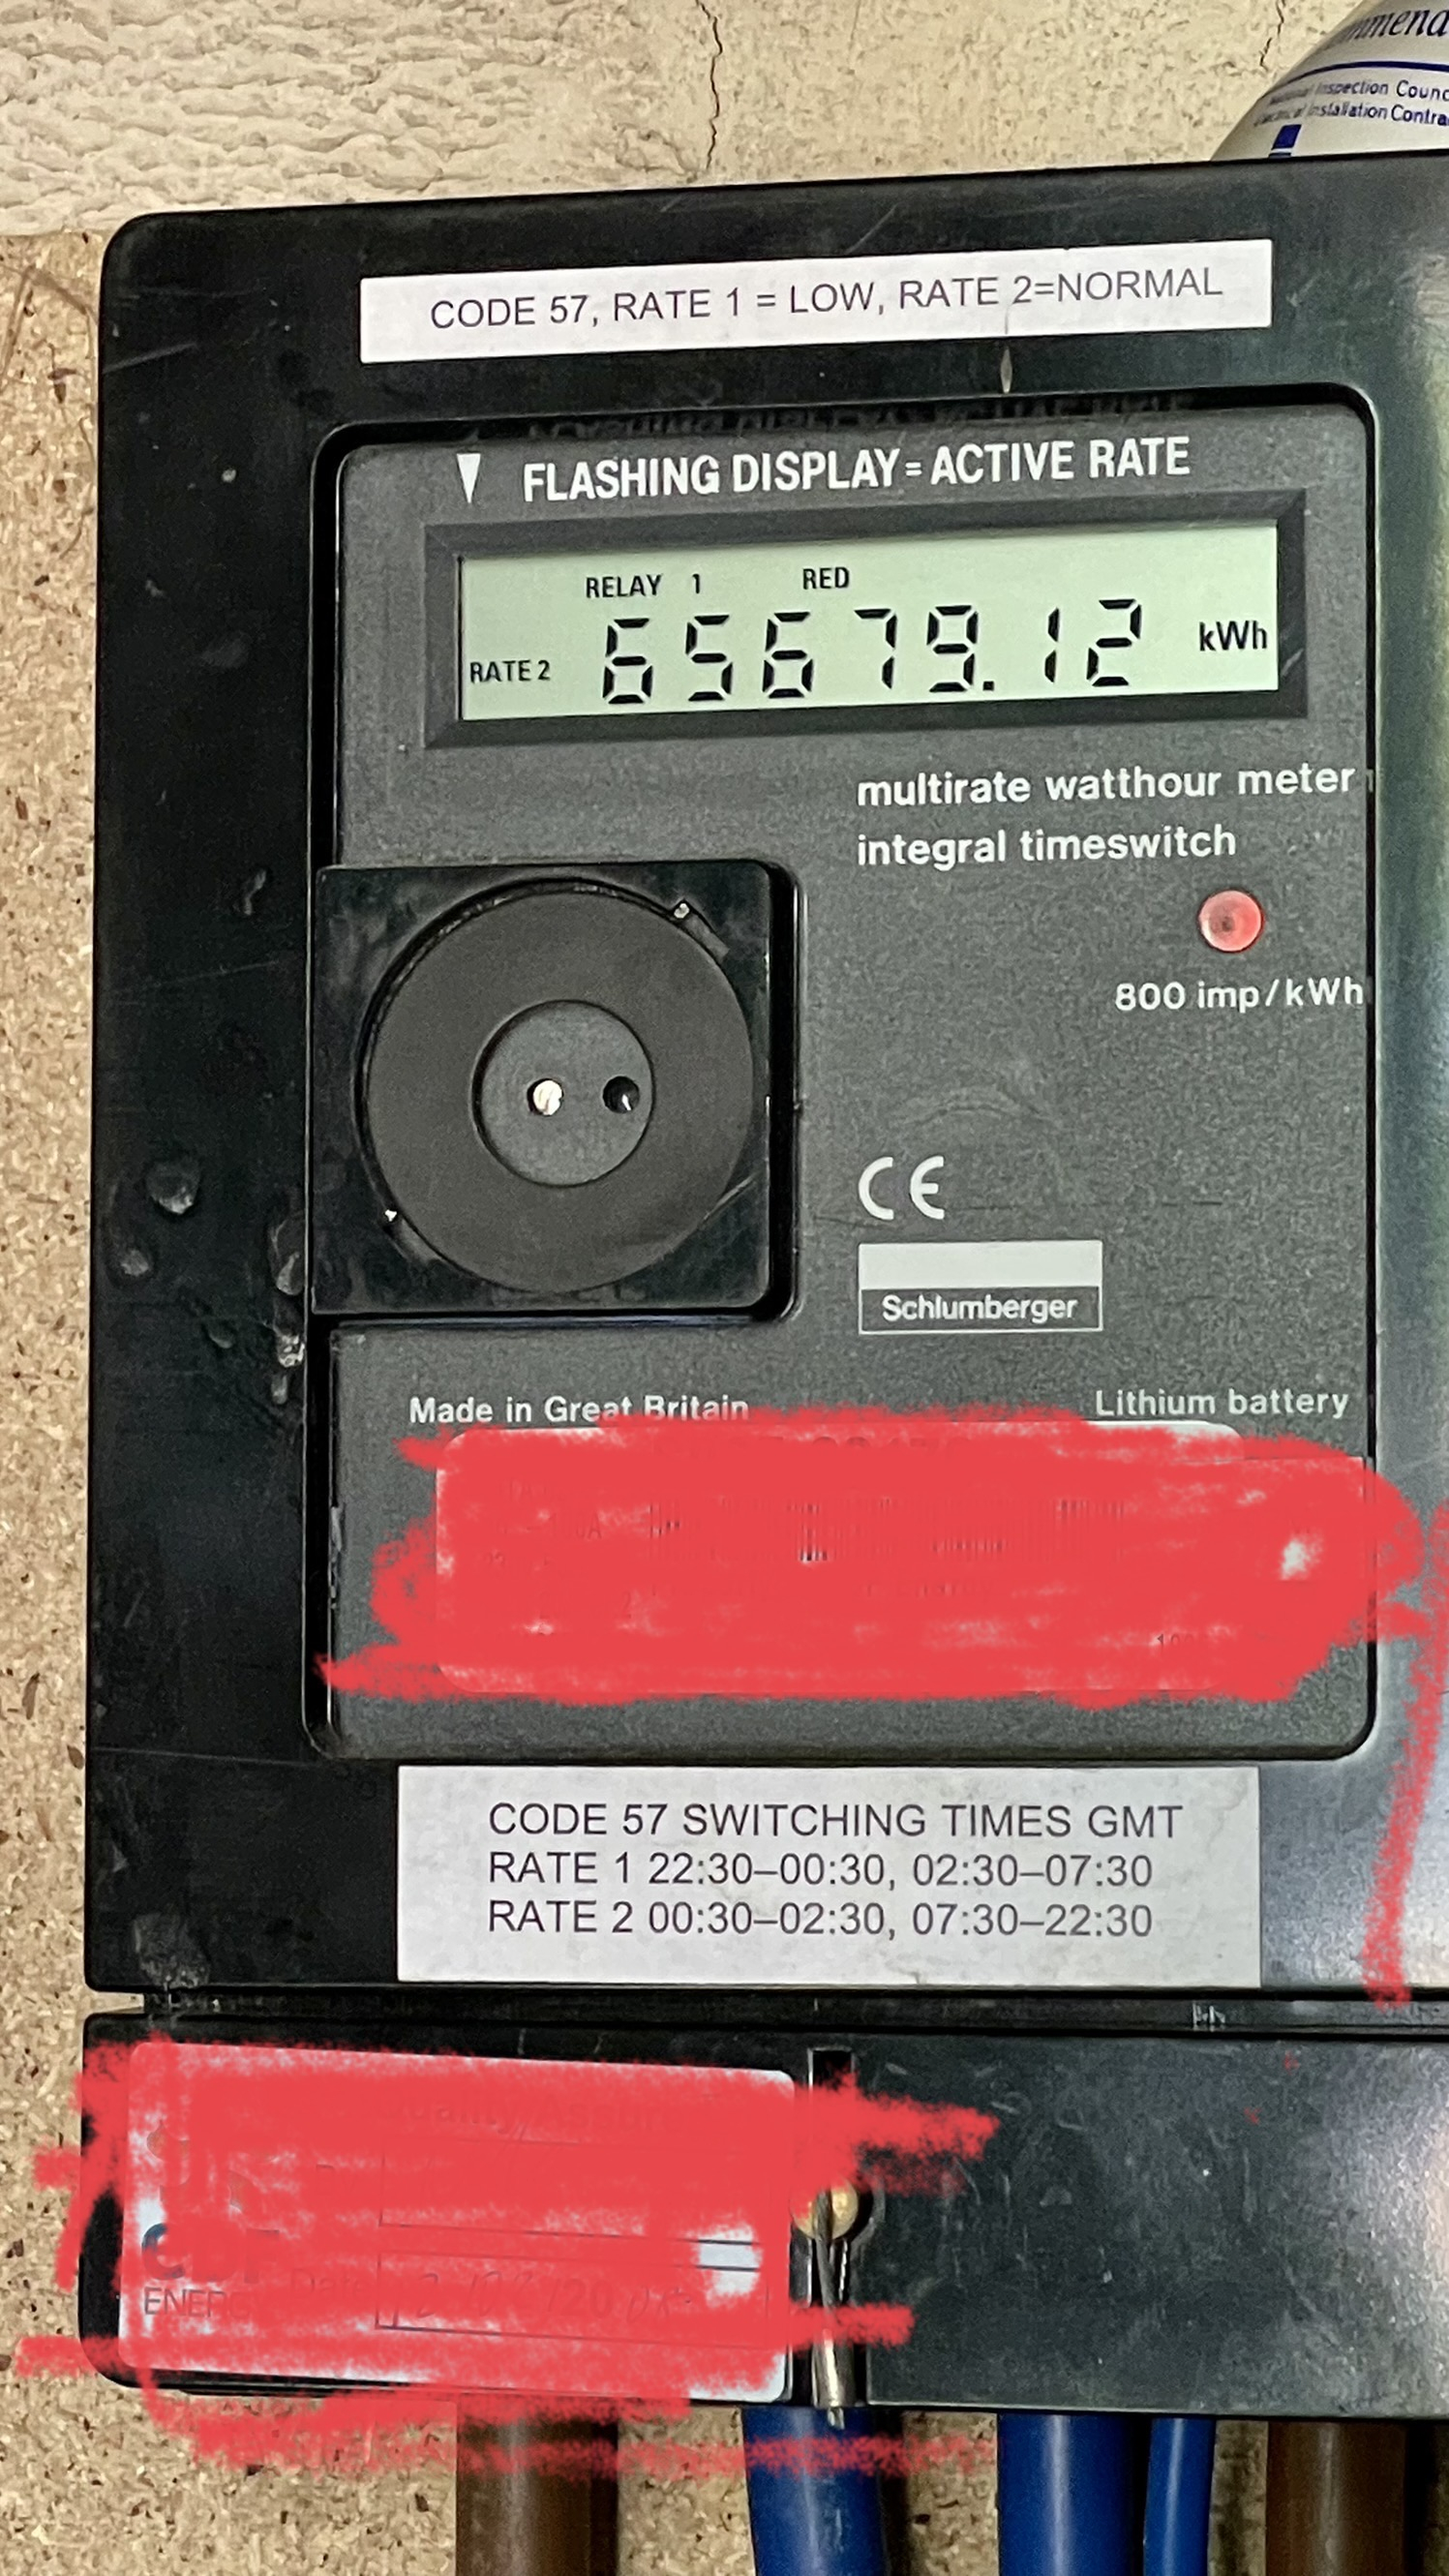 Inspection
Installation
CODE 57, RATE 1 = LOW, RATE 2=NORMAL
FLASHING DISPLAY=ACTIVE RATE
RELAY 1 RED
RATE 2 65679.12 kWh
multirate watthour meter
integral timeswitch
800 imp/kWh
CE
Schlumberger
Made in Great Britain
Lithium battery
CODE 57 SWITCHING TIMES GMT
RATE 1 22:30–00:30, 02:30–07:30
RATE 2 00:30–02:30, 07:30–22:30